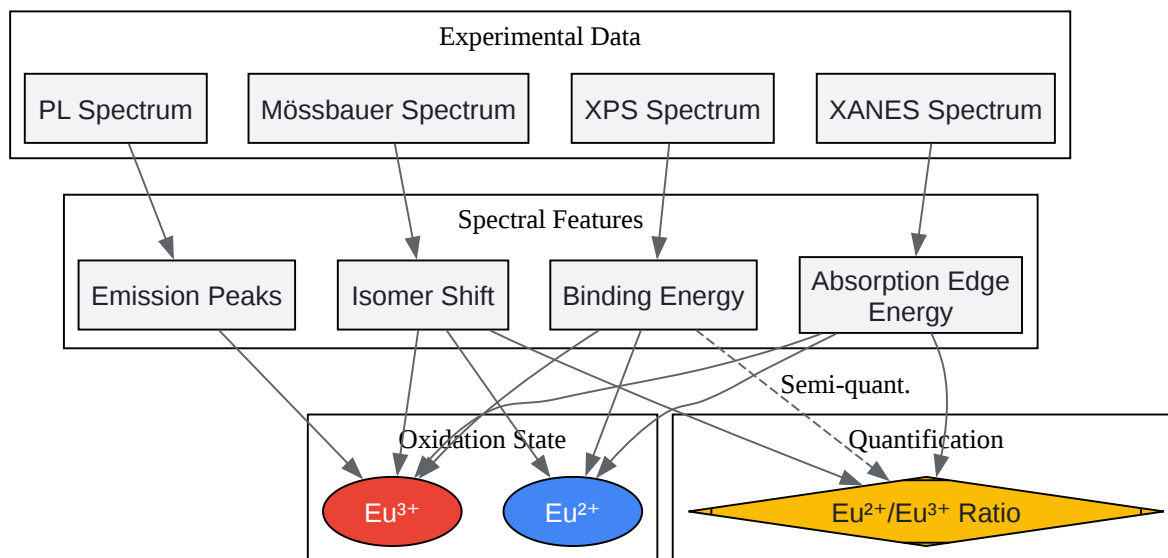 Experimental Data
PL Spectrum
Mössbauer Spectrum
XPS Spectrum
XANES Spectrum
Spectral Features
Emission Peaks
Isomer Shift
Binding Energy
Absorption Edge
Energy
Semi-quant.
Oxidation State
Quantification
Eu³⁺
Eu²⁺
Eu²⁺/Eu³⁺ Ratio